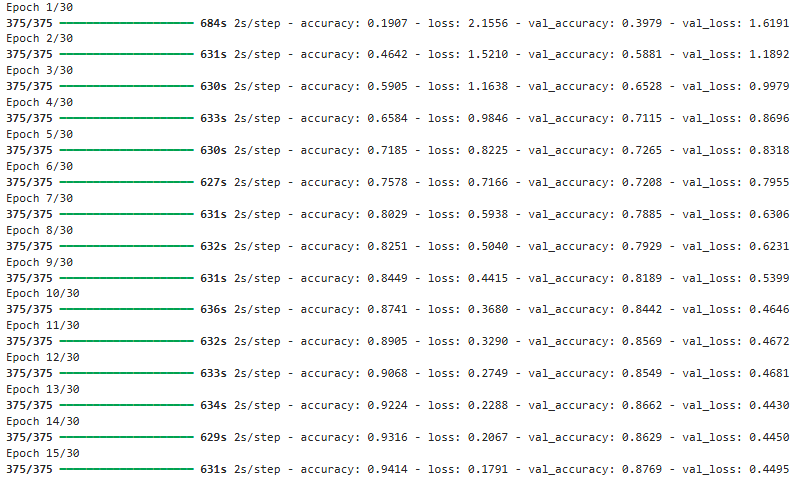 Epoch 1/30
375/375 ━━━━━━━━━━━━━━━━━━━━ 684s 2s/step - accuracy: 0.1907 - loss: 2.1556 - val_accuracy: 0.3979 - val_loss: 1.6191
Epoch 2/30
375/375 ━━━━━━━━━━━━━━━━━━━━ 631s 2s/step - accuracy: 0.4642 - loss: 1.5210 - val_accuracy: 0.5881 - val_loss: 1.1892
Epoch 3/30
375/375 ━━━━━━━━━━━━━━━━━━━━ 630s 2s/step - accuracy: 0.5905 - loss: 1.1638 - val_accuracy: 0.6528 - val_loss: 0.9979
Epoch 4/30
375/375 ━━━━━━━━━━━━━━━━━━━━ 633s 2s/step - accuracy: 0.6584 - loss: 0.9846 - val_accuracy: 0.7115 - val_loss: 0.8696
Epoch 5/30
375/375 ━━━━━━━━━━━━━━━━━━━━ 630s 2s/step - accuracy: 0.7185 - loss: 0.8225 - val_accuracy: 0.7265 - val_loss: 0.8318
Epoch 6/30
375/375 ━━━━━━━━━━━━━━━━━━━━ 627s 2s/step - accuracy: 0.7578 - loss: 0.7166 - val_accuracy: 0.7208 - val_loss: 0.7955
Epoch 7/30
375/375 ━━━━━━━━━━━━━━━━━━━━ 631s 2s/step - accuracy: 0.8029 - loss: 0.5938 - val_accuracy: 0.7885 - val_loss: 0.6306
Epoch 8/30
375/375 ━━━━━━━━━━━━━━━━━━━━ 632s 2s/step - accuracy: 0.8251 - loss: 0.5040 - val_accuracy: 0.7929 - val_loss: 0.6231
Epoch 9/30
375/375 ━━━━━━━━━━━━━━━━━━━━ 631s 2s/step - accuracy: 0.8449 - loss: 0.4415 - val_accuracy: 0.8189 - val_loss: 0.5399
Epoch 10/30
375/375 ━━━━━━━━━━━━━━━━━━━━ 636s 2s/step - accuracy: 0.8741 - loss: 0.3680 - val_accuracy: 0.8442 - val_loss: 0.4646
Epoch 11/30
375/375 ━━━━━━━━━━━━━━━━━━━━ 632s 2s/step - accuracy: 0.8905 - loss: 0.3290 - val_accuracy: 0.8569 - val_loss: 0.4672
Epoch 12/30
375/375 ━━━━━━━━━━━━━━━━━━━━ 633s 2s/step - accuracy: 0.9068 - loss: 0.2749 - val_accuracy: 0.8549 - val_loss: 0.4681
Epoch 13/30
375/375 ━━━━━━━━━━━━━━━━━━━━ 634s 2s/step - accuracy: 0.9224 - loss: 0.2288 - val_accuracy: 0.8662 - val_loss: 0.4430
Epoch 14/30
375/375 ━━━━━━━━━━━━━━━━━━━━ 629s 2s/step - accuracy: 0.9316 - loss: 0.2067 - val_accuracy: 0.8629 - val_loss: 0.4450
Epoch 15/30
375/375 ━━━━━━━━━━━━━━━━━━━━ 631s 2s/step - accuracy: 0.9414 - loss: 0.1791 - val_accuracy: 0.8769 - val_loss: 0.4495